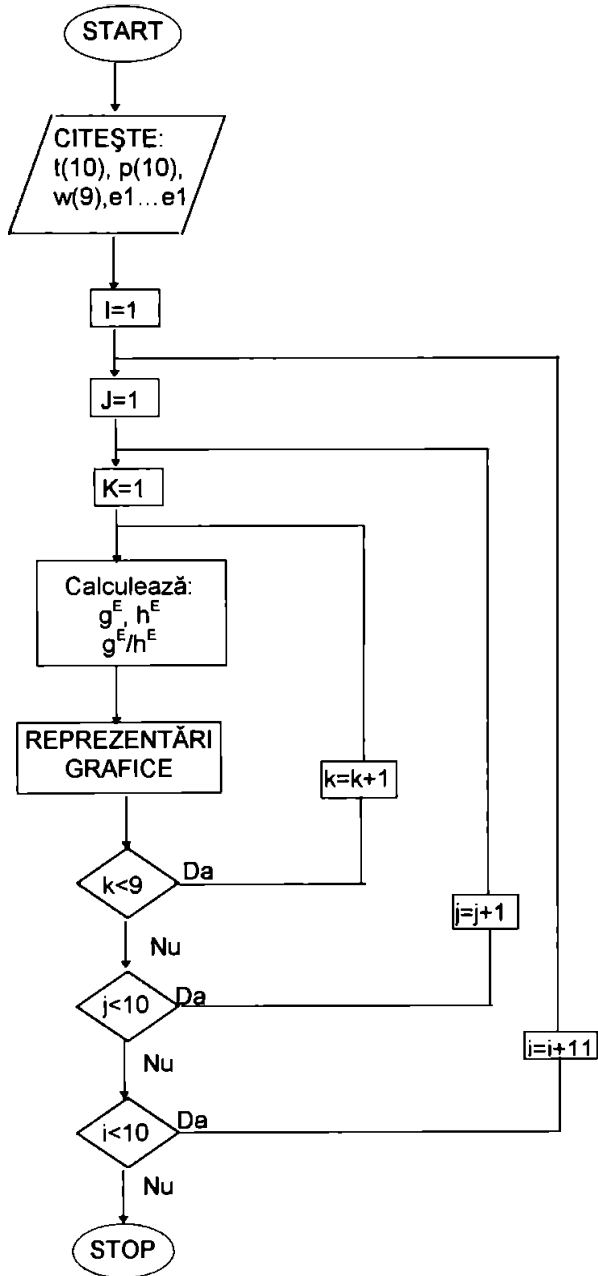 START
CITEŞTE:
t(10), p(10),
w(9),e1...e1
I=1
J=1
K=1
Calculează:
g^E, h^E
g^E/h^E
REPREZENTĂRI
GRAFICE
k=k+1
k<9
Da
Nu
j=j+1
j<10
Da
Nu
i=i+11
i<10
Da
Nu
STOP